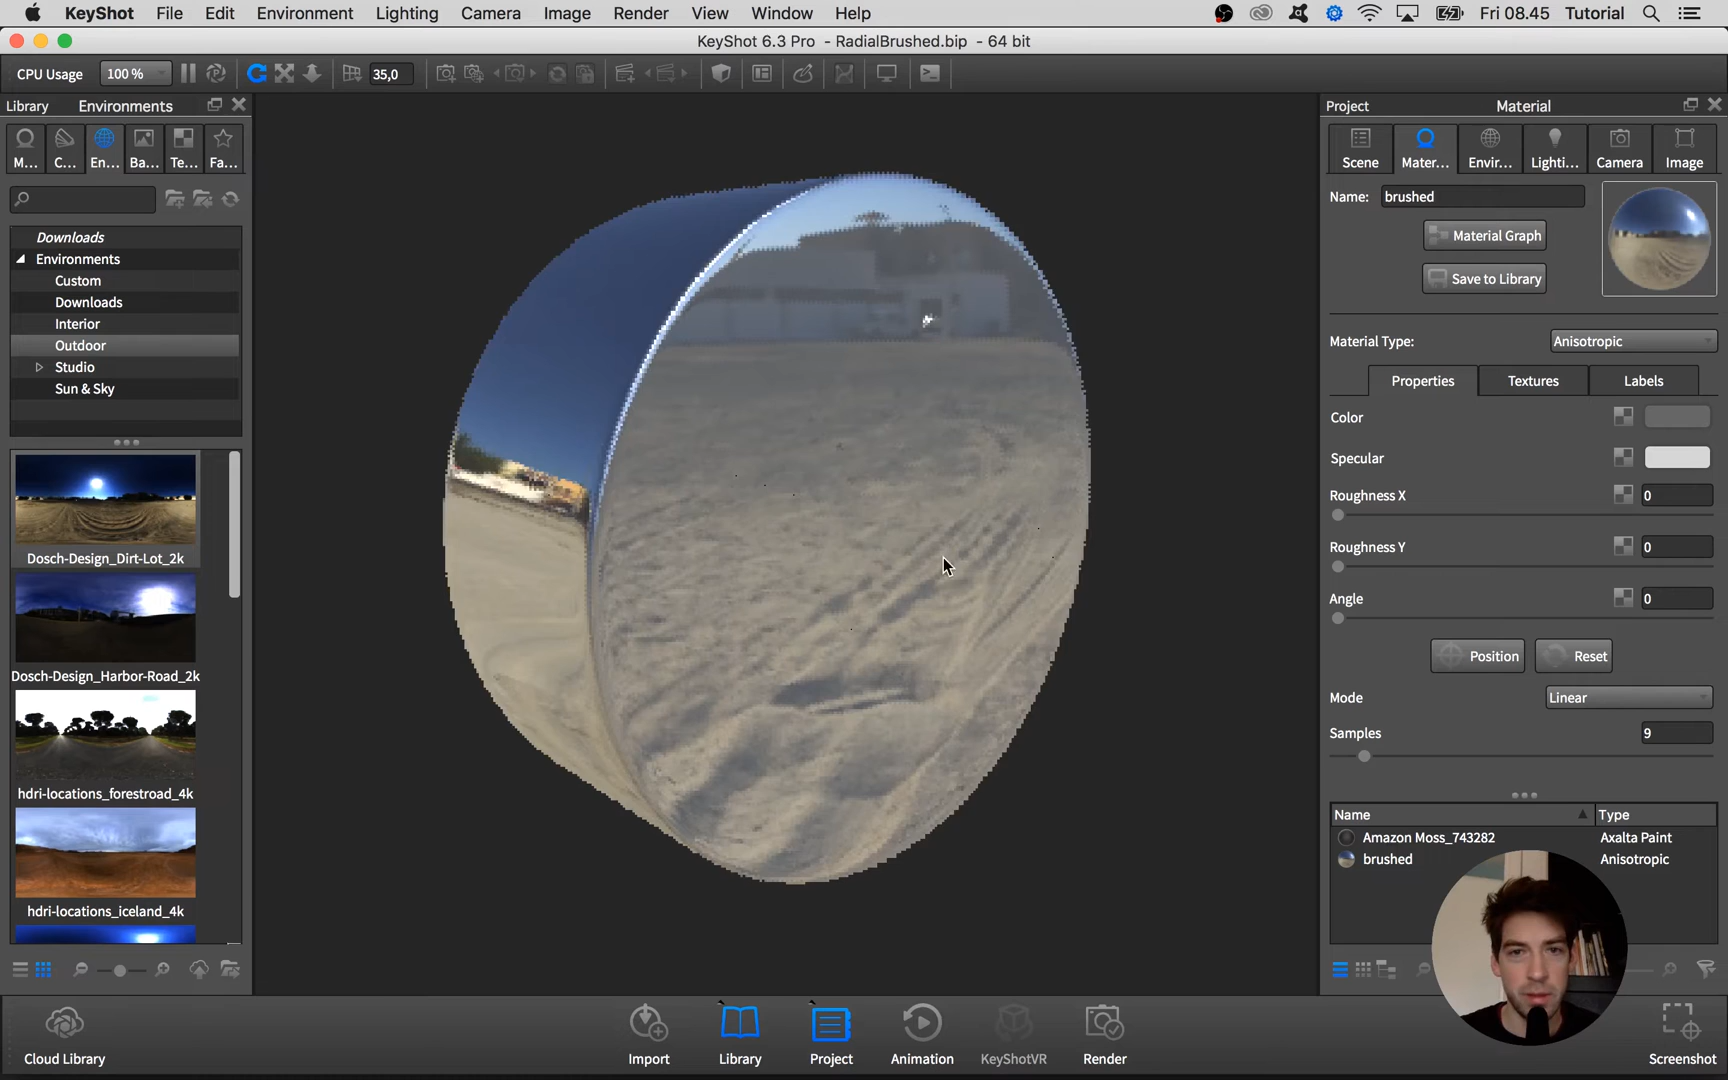 KeyShot File Edit Environment Lighting Camera Image Render View Window Help Fri 08.45 Tutorial
KeyShot 6.3 Pro - RadialBrushed.bip - 64 bit
CPU Usage 100 % 35,0
Library Environments
M... C... En... Ba... Te... Fa...
Downloads
Environments
Custom
Downloads
Interior
Outdoor
Studio
Sun & Sky
Dosch-Design_Dirt-Lot_2k
Dosch-Design_Harbor-Road_2k
hdri-locations_forestroad_4k
hdri-locations_iceland_4k
Project Material
Scene Mater... Envir... Lighti... Camera Image
Name: brushed
Material Graph
Save to Library
Material Type: Anisotropic
Properties Textures Labels
Color
Specular
Roughness X 0
Roughness Y 0
Angle 0
Position Reset
Mode Linear
Samples 9
Name Type
Amazon Moss_743282 Axalta Paint
brushed Anisotropic
Cloud Library Import Library Project Animation KeyShotVR Render Screenshot